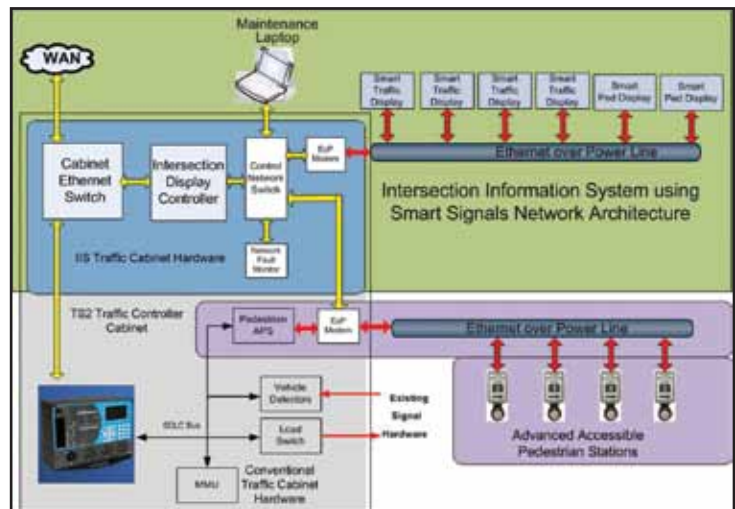 Maintenance
Laptop
WAN
Smart
Traffic
Display
Smart
Traffic
Display
Smart
Traffic
Display
Smart
Traffic
Display
Smart
Ped Display
Smart
Ped Display
Cabinet
Ethernet
Switch
Intersection
Display
Controller
Control
Network
Switch
EoP
Modem
Ethernet over Power Line
Intersection Information System using
Smart Signals Network Architecture
Network
Fault
Monitor
IIS Traffic Cabinet Hardware
TS2 Traffic Controller
Cabinet
Pedestrian
APS
EoP
Modem
Ethernet over Power Line
Vehicle
Detectors
Existing
Signal
Hardware
SDLC Bus
Load
Switch
MMU
Conventional
Traffic Cabinet
Hardware
Advanced Accessible
Pedestrian Stations